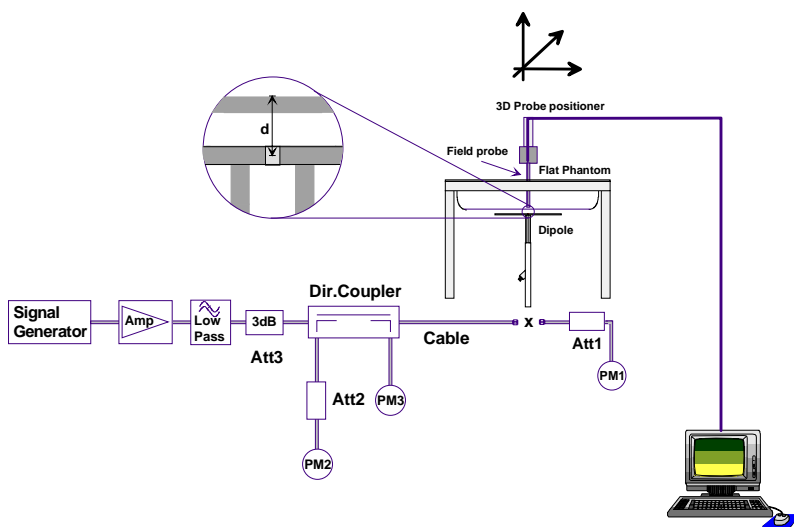 3D Probe positioner
d
Field probe
Flat Phantom
Dipole
Signal
Generator
Amp
Low
Pass
3dB
Att3
Dir.Coupler
Cable
x
Att1
PM1
Att2
PM3
PM2